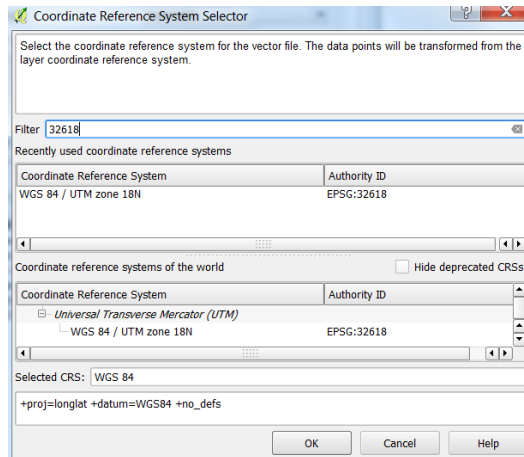 Coordinate Reference System Selector
Select the coordinate reference system for the vector file. The data points will be transformed from the
layer coordinate reference system.
Filter 32618
Recently used coordinate reference systems
Coordinate Reference System Authority ID
WGS 84 / UTM zone 18N EPSG:32618
Coordinate reference systems of the world Hide deprecated CRSs
Coordinate Reference System Authority ID
Universal Transverse Mercator (UTM)
WGS 84 / UTM zone 18N EPSG:32618
Selected CRS: WGS 84
+proj=longlat +datum=WGS84 +no_defs
OK Cancel Help